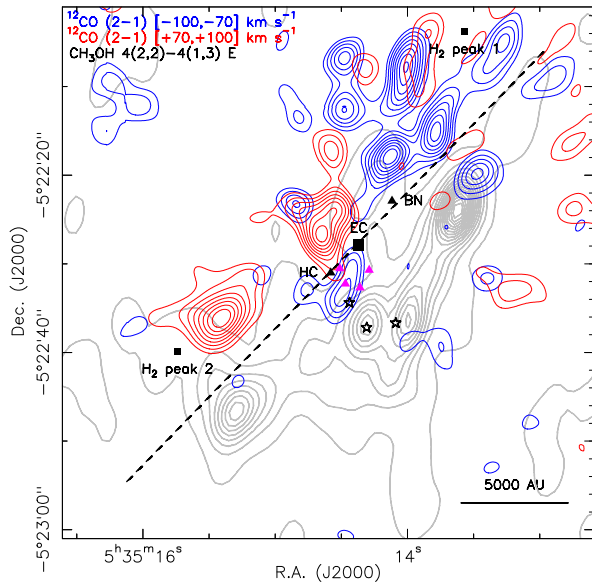 ¹²CO (2−1) [−100,−70] km s⁻¹
¹²CO (2−1) [+70,+100] km s⁻¹
CH₃OH 4(2,2)−4(1,3) E
H₂ peak 1
BN
EC
HC
H₂ peak 2
5000 AU
−5°22'20"
−5°22'40"
−5°23'00"
Dec. (J2000)
5ʰ35ᵐ16ˢ
14ˢ
R.A. (J2000)